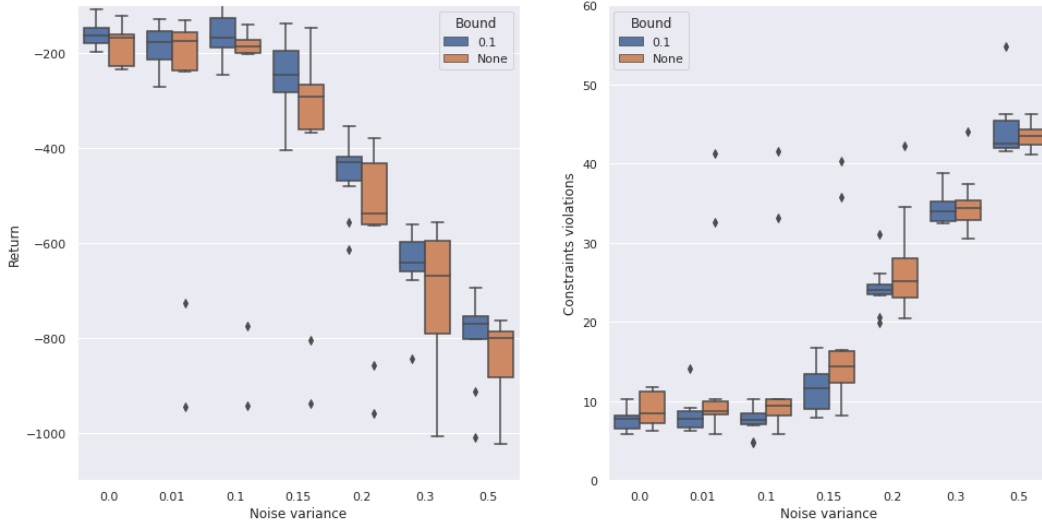 Bound
0.1
None
−200
−400
−600
−800
−1000
Return
0.0 0.01 0.1 0.15 0.2 0.3 0.5
Noise variance
Bound
0.1
None
60
50
40
30
20
10
0
Constraints violations
0.0 0.01 0.1 0.15 0.2 0.3 0.5
Noise variance